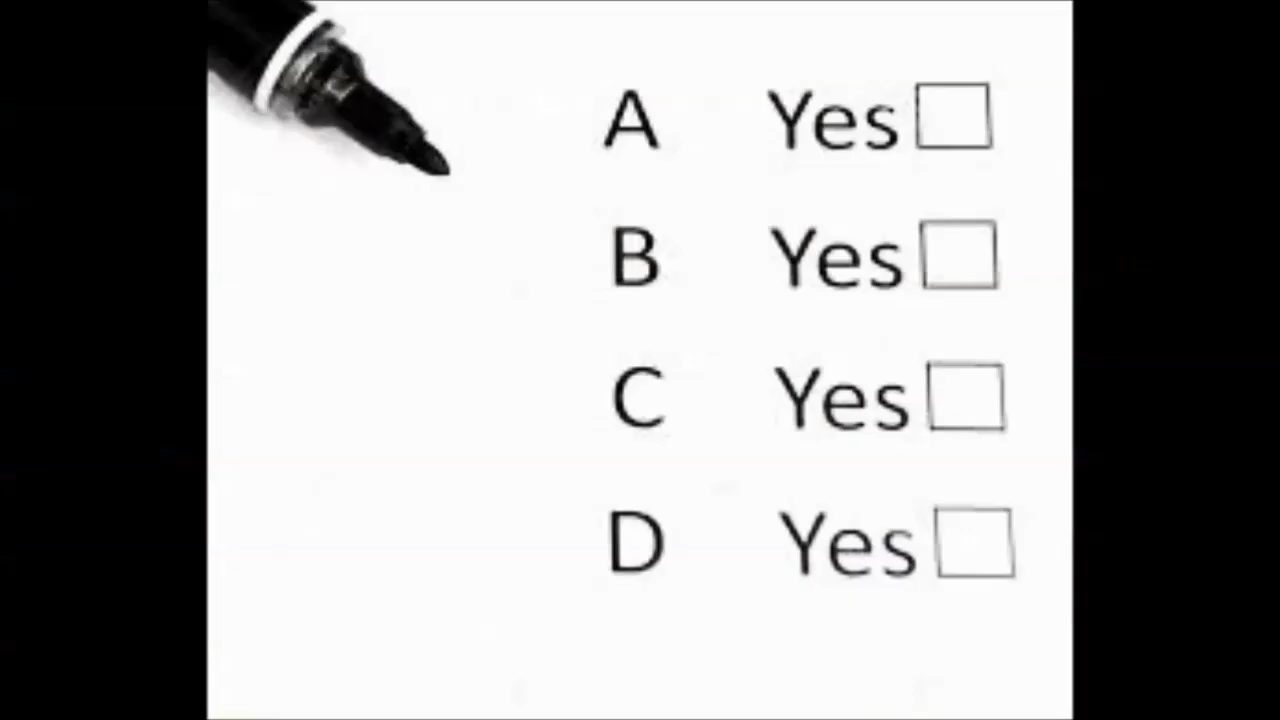 A Yes
B Yes
C Yes
D Yes